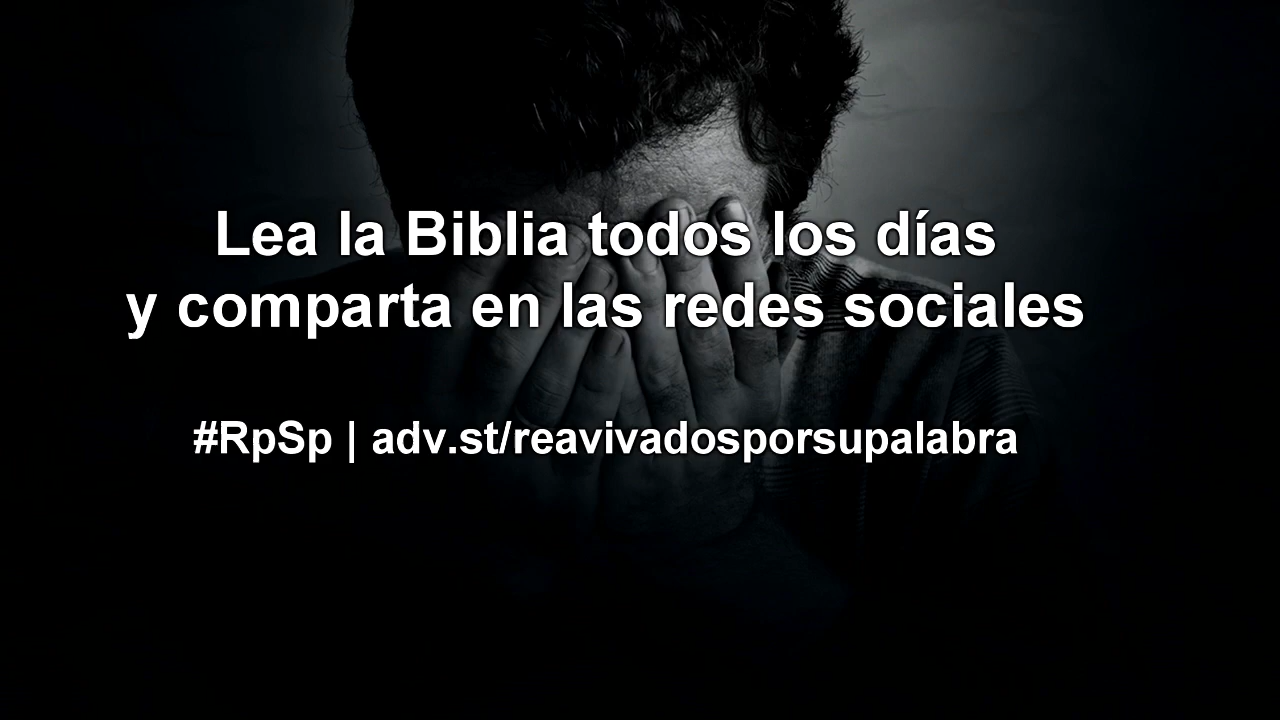 Lea la Biblia todos los días
y comparta en las redes sociales
#RpSp | adv.st/reavivadosporsupalabra